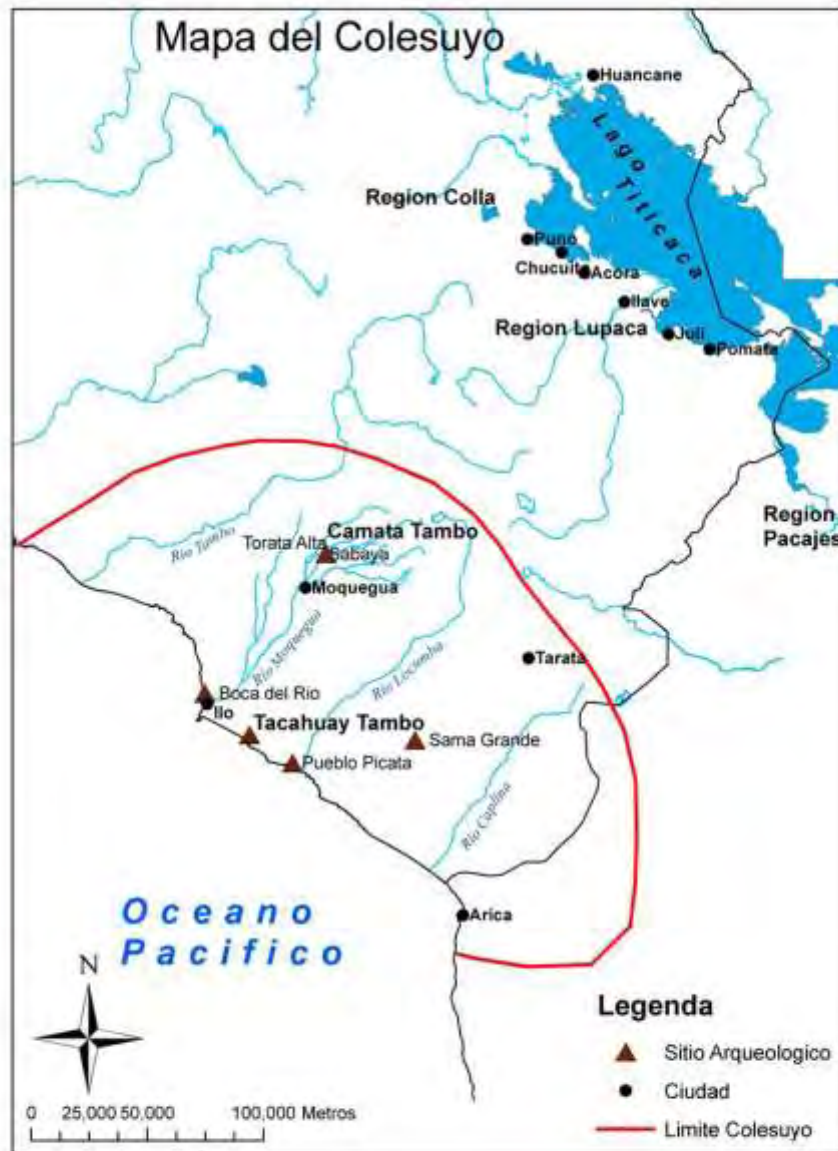 Mapa del Colesuyo
Huancane
Lago
Titicaca
Region Colla
Puno
Chucuit
Acora
Ilave
Region Lupaca
Juli
Pomata
Region
Pacajes
Camata Tambo
Torata Alta
Sabaya
Rio Tambo
Moquegua
Rio Moquegua
Rio Locumba
Tarata
Boca del Rio
Ilo
Tacahuay Tambo
Sama Grande
Pueblo Picata
Rio Caplina
Oceano
Pacifico
Arica
N
Legenda
Sitio Arqueologico
Ciudad
Limite Colesuyo
0 25,000 50,000 100,000 Metros